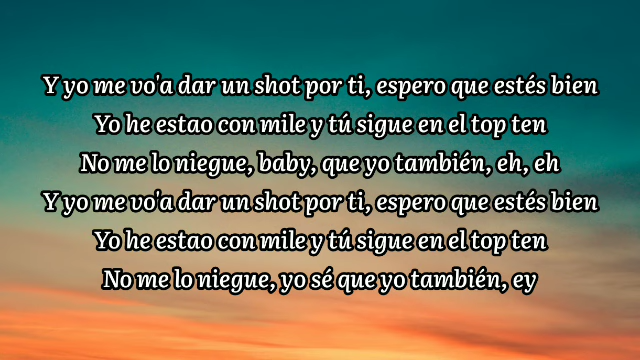 Y yo me vo'a dar un shot por ti, espero que estés bien
Yo he estao con mile y tú sigue en el top ten
No me lo niegue, baby, que yo también, eh, eh
Y yo me vo'a dar un shot por ti, espero que estés bien
Yo he estao con mile y tú sigue en el top ten
No me lo niegue, yo sé que yo también, ey